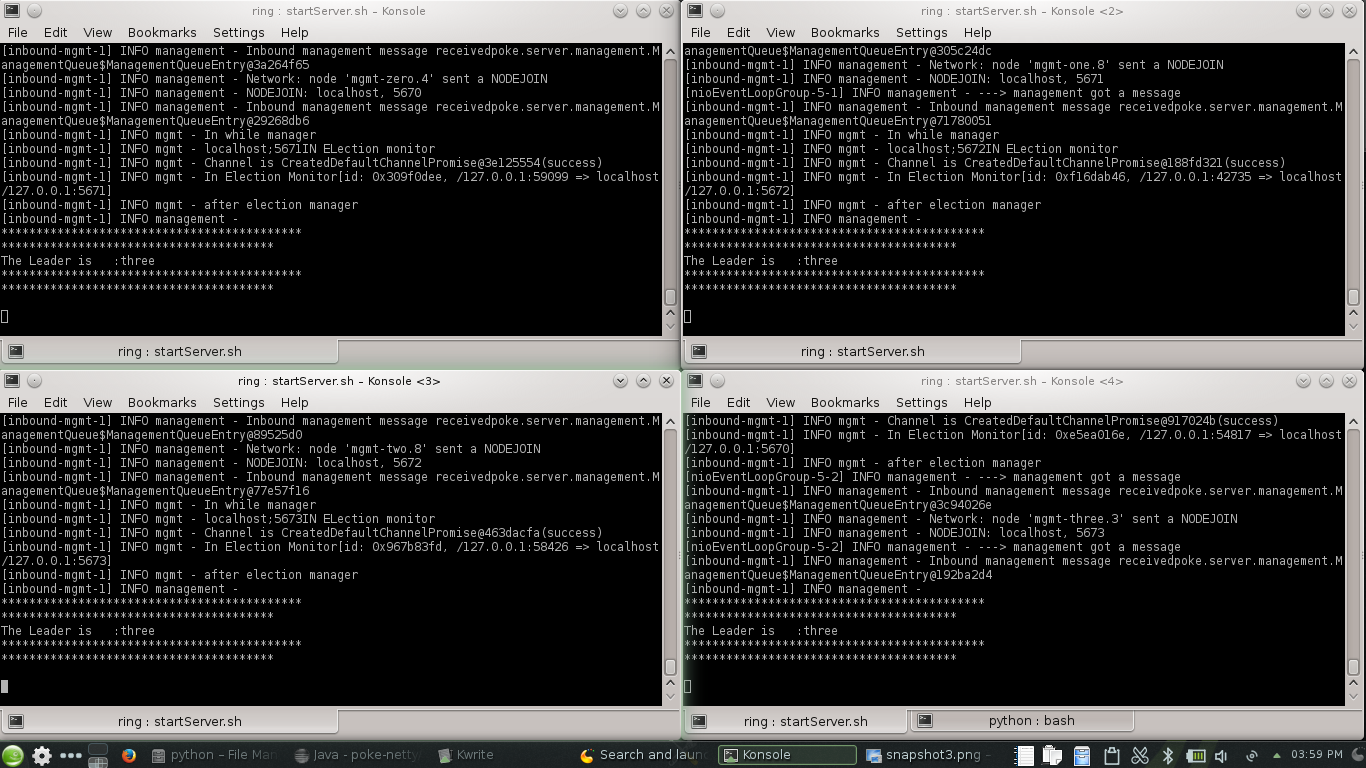 ring : startServer.sh – Konsole
File Edit View Bookmarks Settings Help
[inbound-mgmt-1] INFO management - Inbound management message receivedpoke.server.management.M
anagementQueue$ManagementQueueEntry@3a264f65
[inbound-mgmt-1] INFO management - Network: node 'mgmt-zero.4' sent a NODEJOIN
[inbound-mgmt-1] INFO management - NODEJOIN: localhost, 5670
[inbound-mgmt-1] INFO management - Inbound management message receivedpoke.server.management.M
anagementQueue$ManagementQueueEntry@29268db6
[inbound-mgmt-1] INFO mgmt - In while manager
[inbound-mgmt-1] INFO mgmt - localhost;5671IN ELection monitor
[inbound-mgmt-1] INFO mgmt - Channel is CreatedDefaultChannelPromise@3e125554(success)
[inbound-mgmt-1] INFO mgmt - In Election Monitor[id: 0x309f0dee, /127.0.0.1:59099 => localhost
/127.0.0.1:5671]
[inbound-mgmt-1] INFO mgmt - after election manager
[inbound-mgmt-1] INFO management -
*******************************************
***************************************
The Leader is   :three
*******************************************
***************************************
ring : startServer.sh
ring : startServer.sh – Konsole <2>
File Edit View Bookmarks Settings Help
anagementQueue$ManagementQueueEntry@305c24dc
[inbound-mgmt-1] INFO management - Network: node 'mgmt-one.8' sent a NODEJOIN
[inbound-mgmt-1] INFO management - NODEJOIN: localhost, 5671
[nioEventLoopGroup-5-1] INFO management - ---> management got a message
[inbound-mgmt-1] INFO management - Inbound management message receivedpoke.server.management.M
anagementQueue$ManagementQueueEntry@71780051
[inbound-mgmt-1] INFO mgmt - In while manager
[inbound-mgmt-1] INFO mgmt - localhost;5672IN ELection monitor
[inbound-mgmt-1] INFO mgmt - Channel is CreatedDefaultChannelPromise@188fd321(success)
[inbound-mgmt-1] INFO mgmt - In Election Monitor[id: 0xf16dab46, /127.0.0.1:42735 => localhost
/127.0.0.1:5672]
[inbound-mgmt-1] INFO mgmt - after election manager
[inbound-mgmt-1] INFO management -
*******************************************
***************************************
The Leader is   :three
*******************************************
***************************************
ring : startServer.sh
ring : startServer.sh – Konsole <3>
File Edit View Bookmarks Settings Help
[inbound-mgmt-1] INFO management - Inbound management message receivedpoke.server.management.M
anagementQueue$ManagementQueueEntry@89525d0
[inbound-mgmt-1] INFO management - Network: node 'mgmt-two.8' sent a NODEJOIN
[inbound-mgmt-1] INFO management - NODEJOIN: localhost, 5672
[inbound-mgmt-1] INFO management - Inbound management message receivedpoke.server.management.M
anagementQueue$ManagementQueueEntry@77e57f16
[inbound-mgmt-1] INFO mgmt - In while manager
[inbound-mgmt-1] INFO mgmt - localhost;5673IN ELection monitor
[inbound-mgmt-1] INFO mgmt - Channel is CreatedDefaultChannelPromise@463dacfa(success)
[inbound-mgmt-1] INFO mgmt - In Election Monitor[id: 0x967b83fd, /127.0.0.1:58426 => localhost
/127.0.0.1:5673]
[inbound-mgmt-1] INFO mgmt - after election manager
[inbound-mgmt-1] INFO management -
*******************************************
***************************************
The Leader is   :three
*******************************************
***************************************
ring : startServer.sh
ring : startServer.sh – Konsole <4>
File Edit View Bookmarks Settings Help
[inbound-mgmt-1] INFO mgmt - Channel is CreatedDefaultChannelPromise@917024b(success)
[inbound-mgmt-1] INFO mgmt - In Election Monitor[id: 0xe5ea016e, /127.0.0.1:54817 => localhost
/127.0.0.1:5670]
[inbound-mgmt-1] INFO mgmt - after election manager
[nioEventLoopGroup-5-2] INFO management - ---> management got a message
[inbound-mgmt-1] INFO management - Inbound management message receivedpoke.server.management.M
anagementQueue$ManagementQueueEntry@3c94026e
[inbound-mgmt-1] INFO management - Network: node 'mgmt-three.3' sent a NODEJOIN
[inbound-mgmt-1] INFO management - NODEJOIN: localhost, 5673
[nioEventLoopGroup-5-2] INFO management - ---> management got a message
[inbound-mgmt-1] INFO management - Inbound management message receivedpoke.server.management.M
anagementQueue$ManagementQueueEntry@192ba2d4
[inbound-mgmt-1] INFO management -
*******************************************
***************************************
The Leader is   :three
*******************************************
***************************************
ring : startServer.sh
python : bash
python – File Man
Java - poke-netty
Kwrite
Search and laun
Konsole
snapshot3.png –
03:59 PM